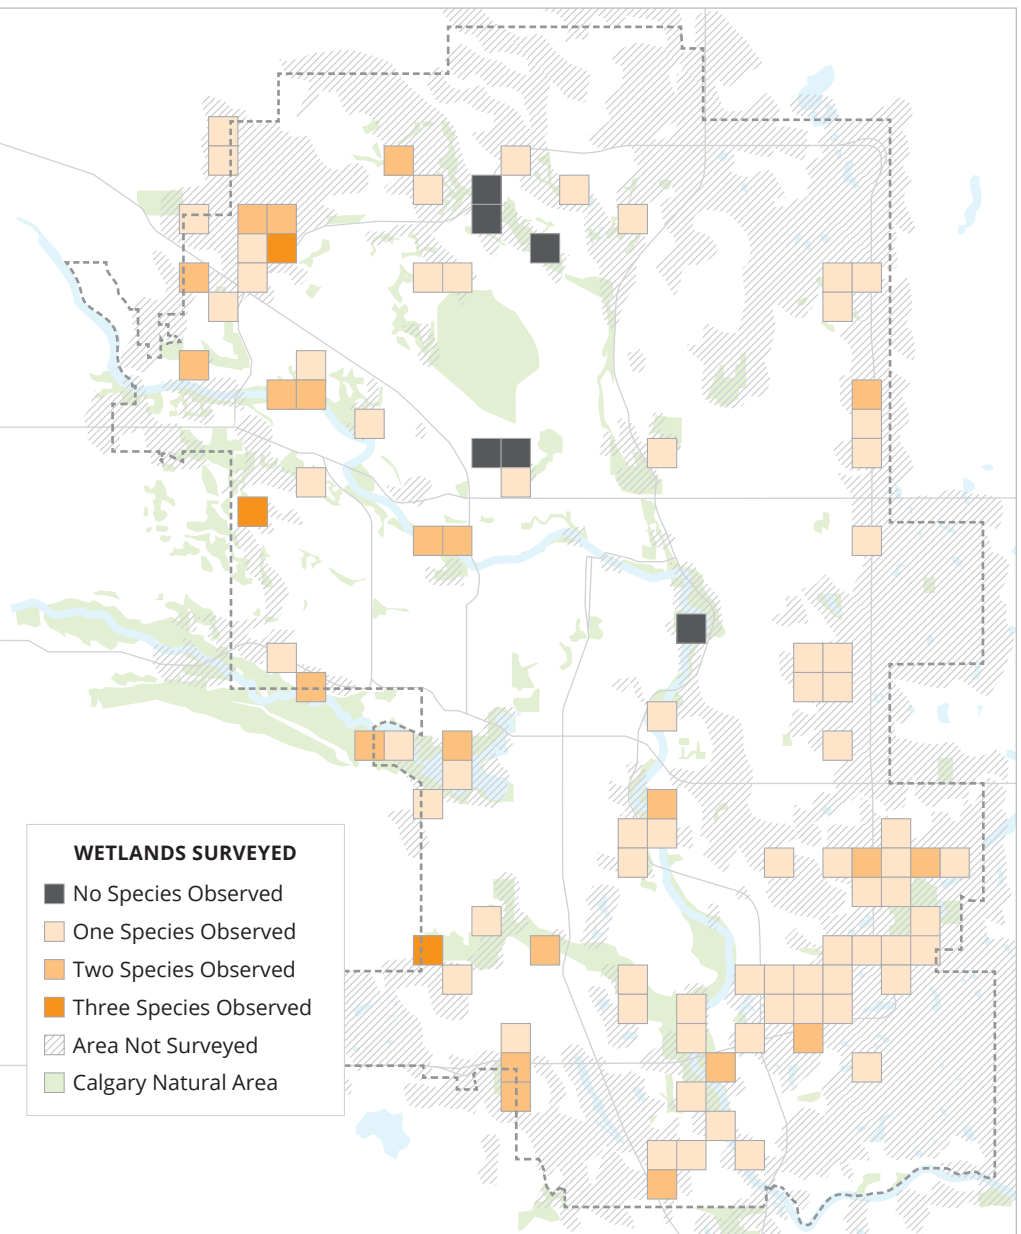 WETLANDS SURVEYED
No Species Observed
One Species Observed
Two Species Observed
Three Species Observed
Area Not Surveyed
Calgary Natural Area